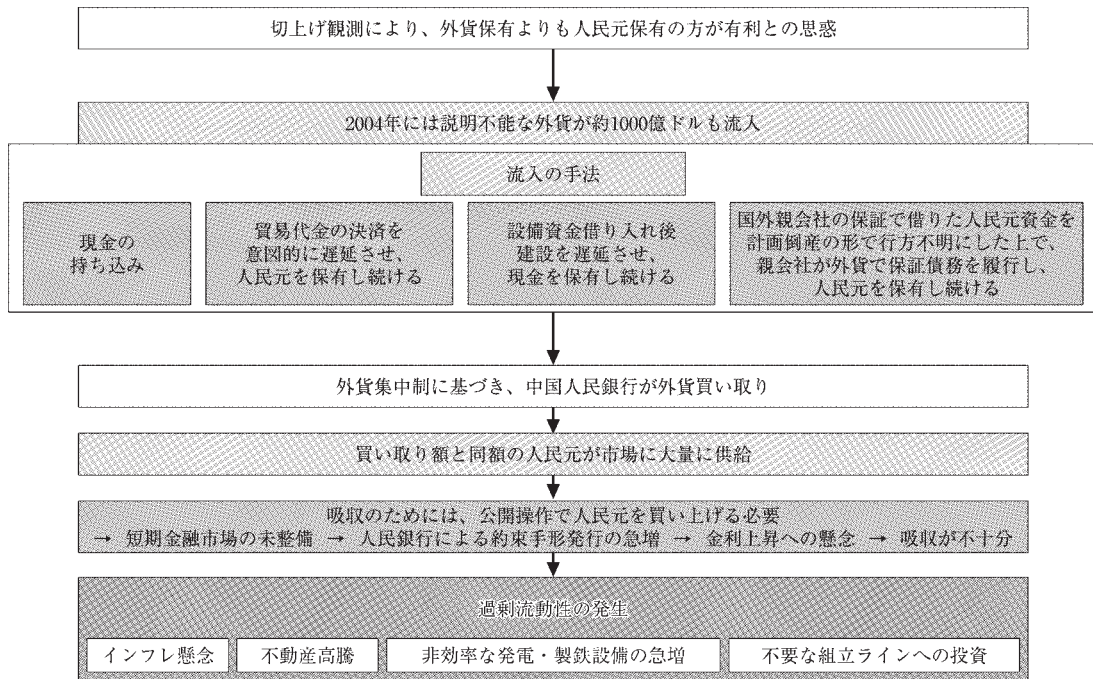 切上げ観測により、外貨保有よりも人民元保有の方が有利との思惑
2004年には説明不能な外貨が約1000億ドルも流入
流入の手法
現金の
持ち込み
貿易代金の決済を
意図的に遅延させ、
人民元を保有し続ける
設備資金借り入れ後
建設を遅延させ、
現金を保有し続ける
国外親会社の保証で借りた人民元資金を
計画倒産の形で行方不明にした上で、
親会社が外貨で保証債務を履行し、
人民元を保有し続ける
外貨集中制に基づき、中国人民銀行が外貨買い取り
買い取り額と同額の人民元が市場に大量に供給
吸収のためには、公開操作で人民元を買い上げる必要
→ 短期金融市場の未整備 → 人民銀行による約束手形発行の急増 → 金利上昇への懸念 → 吸収が不十分
過剰流動性の発生
インフレ懸念
不動産高騰
非効率な発電・製鉄設備の急増
不要な組立ラインへの投資